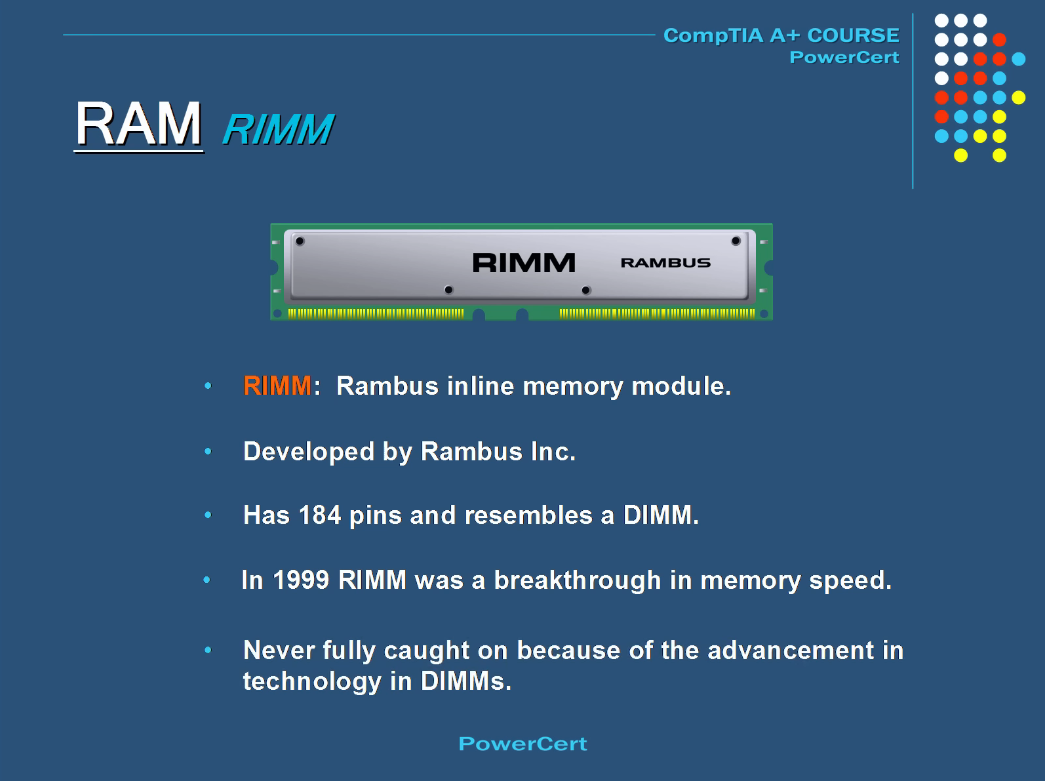 CompTIA A+ COURSE
PowerCert
RAM RIMM
RIMM RAMBUS
• RIMM: Rambus inline memory module.
• Developed by Rambus Inc.
• Has 184 pins and resembles a DIMM.
• In 1999 RIMM was a breakthrough in memory speed.
• Never fully caught on because of the advancement in
technology in DIMMs.
PowerCert